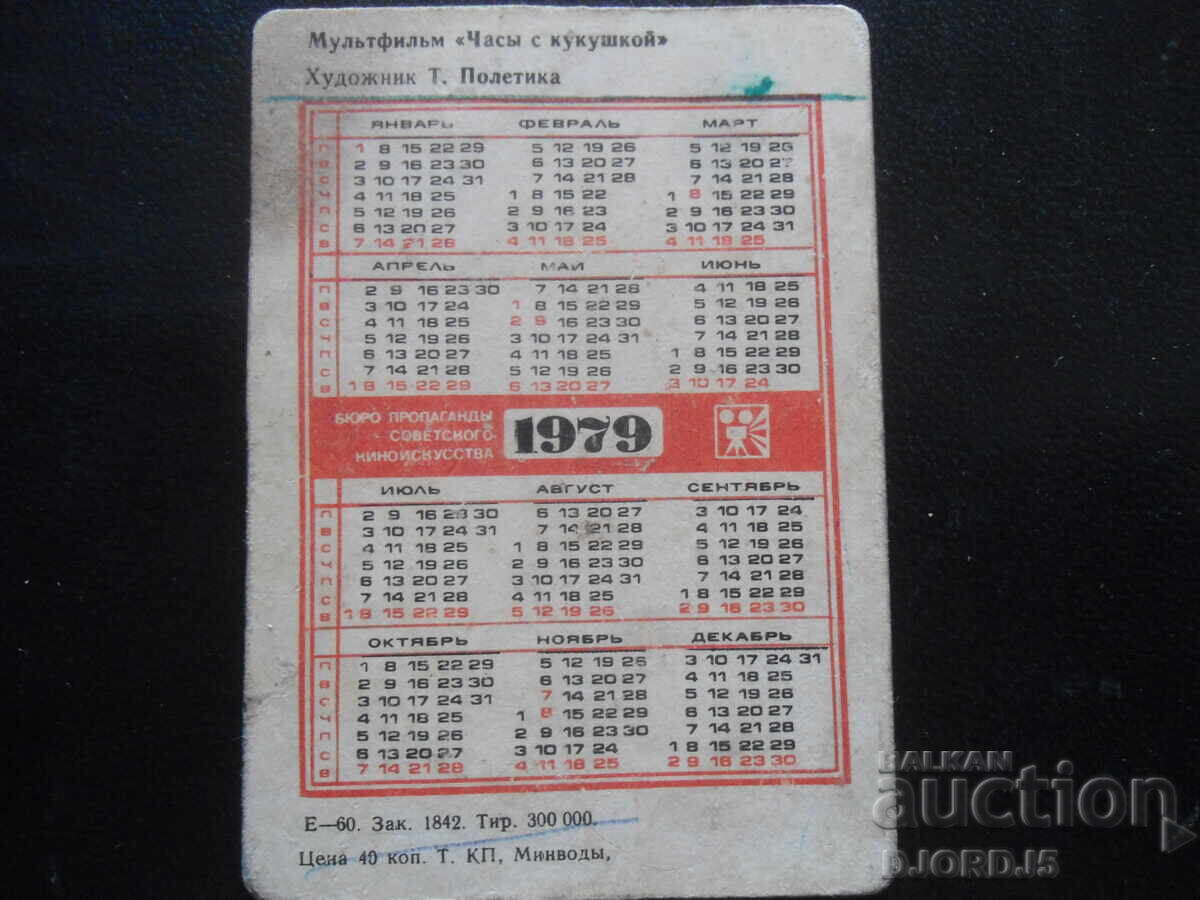 Мультфильм «Часы с кукушкой»
Художник Т. Полетика
ЯНВАРЬ ФЕВРАЛЬ МАРТ
П 1 8 15 22 29 5 12 19 26 5 12 19 26
В 2 9 16 23 30 6 13 20 27 6 13 20 27
С 3 10 17 24 31 7 14 21 28 7 14 21 28
Ч 4 11 18 25 1 8 15 22 1 8 15 22 29
П 5 12 19 26 2 9 16 23 2 9 16 23 30
С 6 13 20 27 3 10 17 24 3 10 17 24 31
В 7 14 21 28 4 11 18 25 4 11 18 25
АПРЕЛЬ МАЙ ИЮНЬ
П 2 9 16 23 30 7 14 21 28 4 11 18 25
В 3 10 17 24 1 8 15 22 29 5 12 19 26
С 4 11 18 25 2 9 16 23 30 6 13 20 27
Ч 5 12 19 26 3 10 17 24 31 7 14 21 28
П 6 13 20 27 4 11 18 25 1 8 15 22 29
С 7 14 21 28 5 12 19 26 2 9 16 23 30
В 1 8 15 22 29 6 13 20 27 3 10 17 24
БЮРО ПРОПАГАНДЫ
СОВЕТСКОГО
КИНОИСКУССТВА
1979
ИЮЛЬ АВГУСТ СЕНТЯБРЬ
П 2 9 16 23 30 6 13 20 27 3 10 17 24
В 3 10 17 24 31 7 14 21 28 4 11 18 25
С 4 11 18 25 1 8 15 22 29 5 12 19 26
Ч 5 12 19 26 2 9 16 23 30 6 13 20 27
П 6 13 20 27 3 10 17 24 31 7 14 21 28
С 7 14 21 28 4 11 18 25 1 8 15 22 29
В 1 8 15 22 29 5 12 19 26 2 9 16 23 30
ОКТЯБРЬ НОЯБРЬ ДЕКАБРЬ
П 1 8 15 22 29 5 12 19 26 3 10 17 24 31
В 2 9 16 23 30 6 13 20 27 4 11 18 25
С 3 10 17 24 31 7 14 21 28 5 12 19 26
Ч 4 11 18 25 1 8 15 22 29 6 13 20 27
П 5 12 19 26 2 9 16 23 30 7 14 21 28
С 6 13 20 27 3 10 17 24 1 8 15 22 29
В 7 14 21 28 4 11 18 25 2 9 16 23 30
Е—60. Зак. 1842. Тир. 300 000.
Цена 40 коп. Т. КП, Минводы,
BALKAN
auction
DJORDJ5